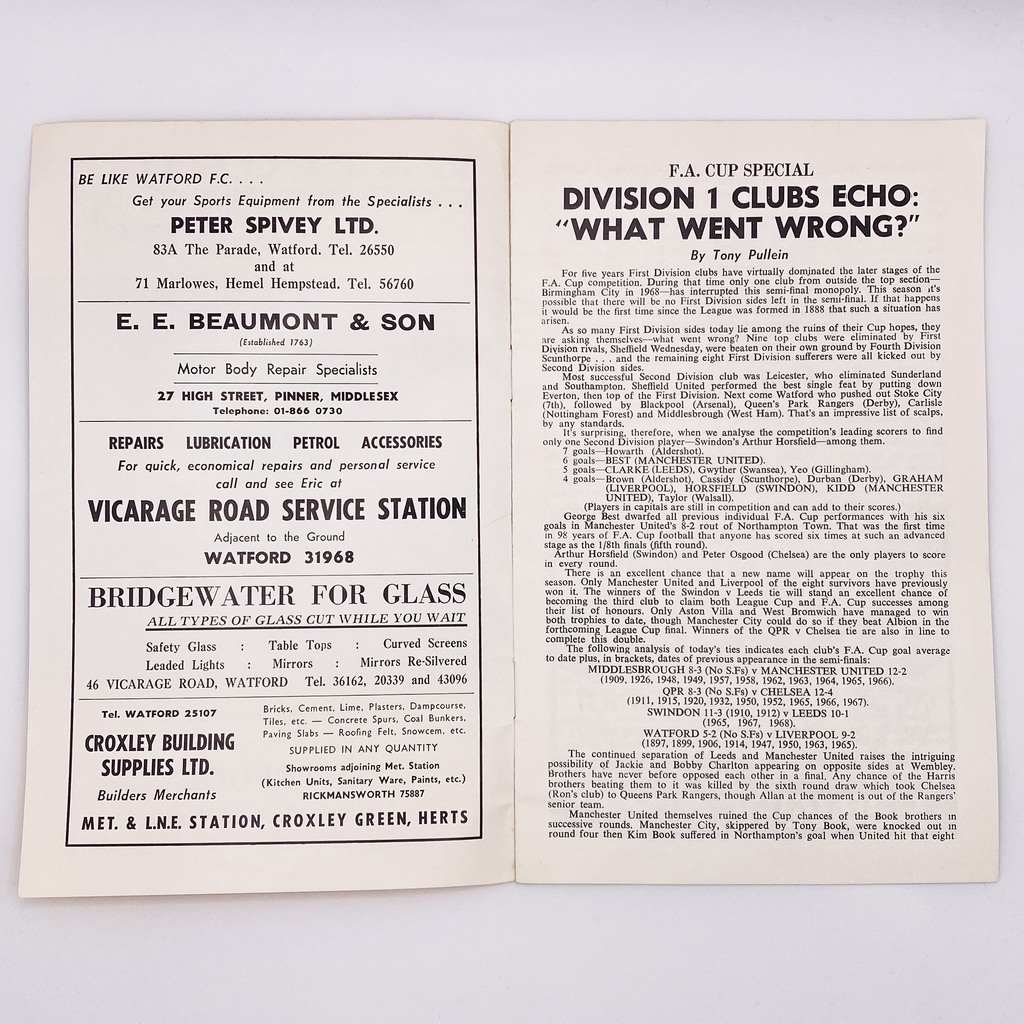 BE LIKE WATFORD F.C. . . .
Get your Sports Equipment from the Specialists . . .
PETER SPIVEY LTD.
83A The Parade, Watford. Tel. 26550
and at
71 Marlowes, Hemel Hempstead. Tel. 56760
E. E. BEAUMONT & SON
(Established 1763)
Motor Body Repair Specialists
27 HIGH STREET, PINNER, MIDDLESEX
Telephone: 01-866 0730
REPAIRS LUBRICATION PETROL ACCESSORIES
For quick, economical repairs and personal service
call and see Eric at
VICARAGE ROAD SERVICE STATION
Adjacent to the Ground
WATFORD 31968
BRIDGEWATER FOR GLASS
ALL TYPES OF GLASS CUT WHILE YOU WAIT
Safety Glass : Table Tops : Curved Screens
Leaded Lights : Mirrors : Mirrors Re-Silvered
46 VICARAGE ROAD, WATFORD Tel. 36162, 20339 and 43096
Tel. WATFORD 25107
CROXLEY BUILDING
SUPPLIES LTD.
Builders Merchants
Bricks, Cement, Lime, Plasters, Dampcourse,
Tiles, etc. — Concrete Spurs, Coal Bunkers,
Paving Slabs — Roofing Felt, Snowcem, etc.
SUPPLIED IN ANY QUANTITY
Showrooms adjoining Met. Station
(Kitchen Units, Sanitary Ware, Paints, etc.)
RICKMANSWORTH 75887
MET. & L.N.E. STATION, CROXLEY GREEN, HERTS
F.A. CUP SPECIAL
DIVISION 1 CLUBS ECHO:
"WHAT WENT WRONG?"
By Tony Pullein
For five years First Division clubs have virtually dominated the later stages of the
F.A. Cup competition. During that time only one club from outside the top section—
Birmingham City in 1968—has interrupted this semi-final monopoly. This season it's
possible that there will be no First Division sides left in the semi-final. If that happens
it would be the first time since the League was formed in 1888 that such a situation has
arisen.
As so many First Division sides today lie among the ruins of their Cup hopes, they
are asking themselves—what went wrong? Nine top clubs were eliminated by First
Division rivals, Sheffield Wednesday, were beaten on their own ground by Fourth Division
Scunthorpe . . . and the remaining eight First Division sufferers were all kicked out by
Second Division sides.
Most successful Second Division club was Leicester, who eliminated Sunderland
and Southampton. Sheffield United performed the best single feat by putting down
Everton, then top of the First Division. Next come Watford who pushed out Stoke City
(7th), followed by Blackpool (Arsenal), Queen's Park Rangers (Derby), Carlisle
(Nottingham Forest) and Middlesbrough (West Ham). That's an impressive list of scalps,
by any standards.
It's surprising, therefore, when we analyse the competition's leading scorers to find
only one Second Division player—Swindon's Arthur Horsfield—among them.
7 goals—Howarth (Aldershot).
6 goals—BEST (MANCHESTER UNITED).
5 goals—CLARKE (LEEDS), Gwyther (Swansea), Yeo (Gillingham).
4 goals—Brown (Aldershot), Cassidy (Scunthorpe), Durban (Derby), GRAHAM
(LIVERPOOL), HORSFIELD (SWINDON), KIDD (MANCHESTER
UNITED), Taylor (Walsall).
(Players in capitals are still in competition and can add to their scores.)
George Best dwarfed all previous individual F.A. Cup performances with his six
goals in Manchester United's 8-2 rout of Northampton Town. That was the first time
in 98 years of F.A. Cup football that anyone has scored six times at such an advanced
stage as the 1/8th finals (fifth round).
Arthur Horsfield (Swindon) and Peter Osgood (Chelsea) are the only players to score
in every round.
There is an excellent chance that a new name will appear on the trophy this
season. Only Manchester United and Liverpool of the eight survivors have previously
won it. The winners of the Swindon v Leeds tie will stand an excellent chance of
becoming the third club to claim both League Cup and F.A. Cup successes among
their list of honours. Only Aston Villa and West Bromwich have managed to win
both trophies to date, though Manchester City could do so if they beat Albion in the
forthcoming League Cup final. Winners of the QPR v Chelsea tie are also in line to
complete this double.
The following analysis of today's ties indicates each club's F.A. Cup goal average
to date plus, in brackets, dates of previous appearance in the semi-finals:
MIDDLESBROUGH 8-3 (No S.Fs) v MANCHESTER UNITED 12-2
(1909, 1926, 1948, 1949, 1957, 1958, 1962, 1963, 1964, 1965, 1966).
QPR 8-3 (No S.Fs) v CHELSEA 12-4
(1911, 1915, 1920, 1932, 1950, 1952, 1965, 1966, 1967).
SWINDON 11-3 (1910, 1912) v LEEDS 10-1
(1965, 1967, 1968).
WATFORD 5-2 (No S.Fs) v LIVERPOOL 9-2
(1897, 1899, 1906, 1914, 1947, 1950, 1963, 1965).
The continued separation of Leeds and Manchester United raises the intriguing
possibility of Jackie and Bobby Charlton appearing on opposite sides at Wembley.
Brothers have never before opposed each other in a final. Any chance of the Harris
brothers beating them to it was killed by the sixth round draw which took Chelsea
(Ron's club) to Queens Park Rangers, though Allan at the moment is out of the Rangers'
senior team.
Manchester United themselves ruined the Cup chances of the Book brothers in
successive rounds. Manchester City, skippered by Tony Book, were knocked out in
round four then Kim Book suffered in Northampton's goal when United hit that eight